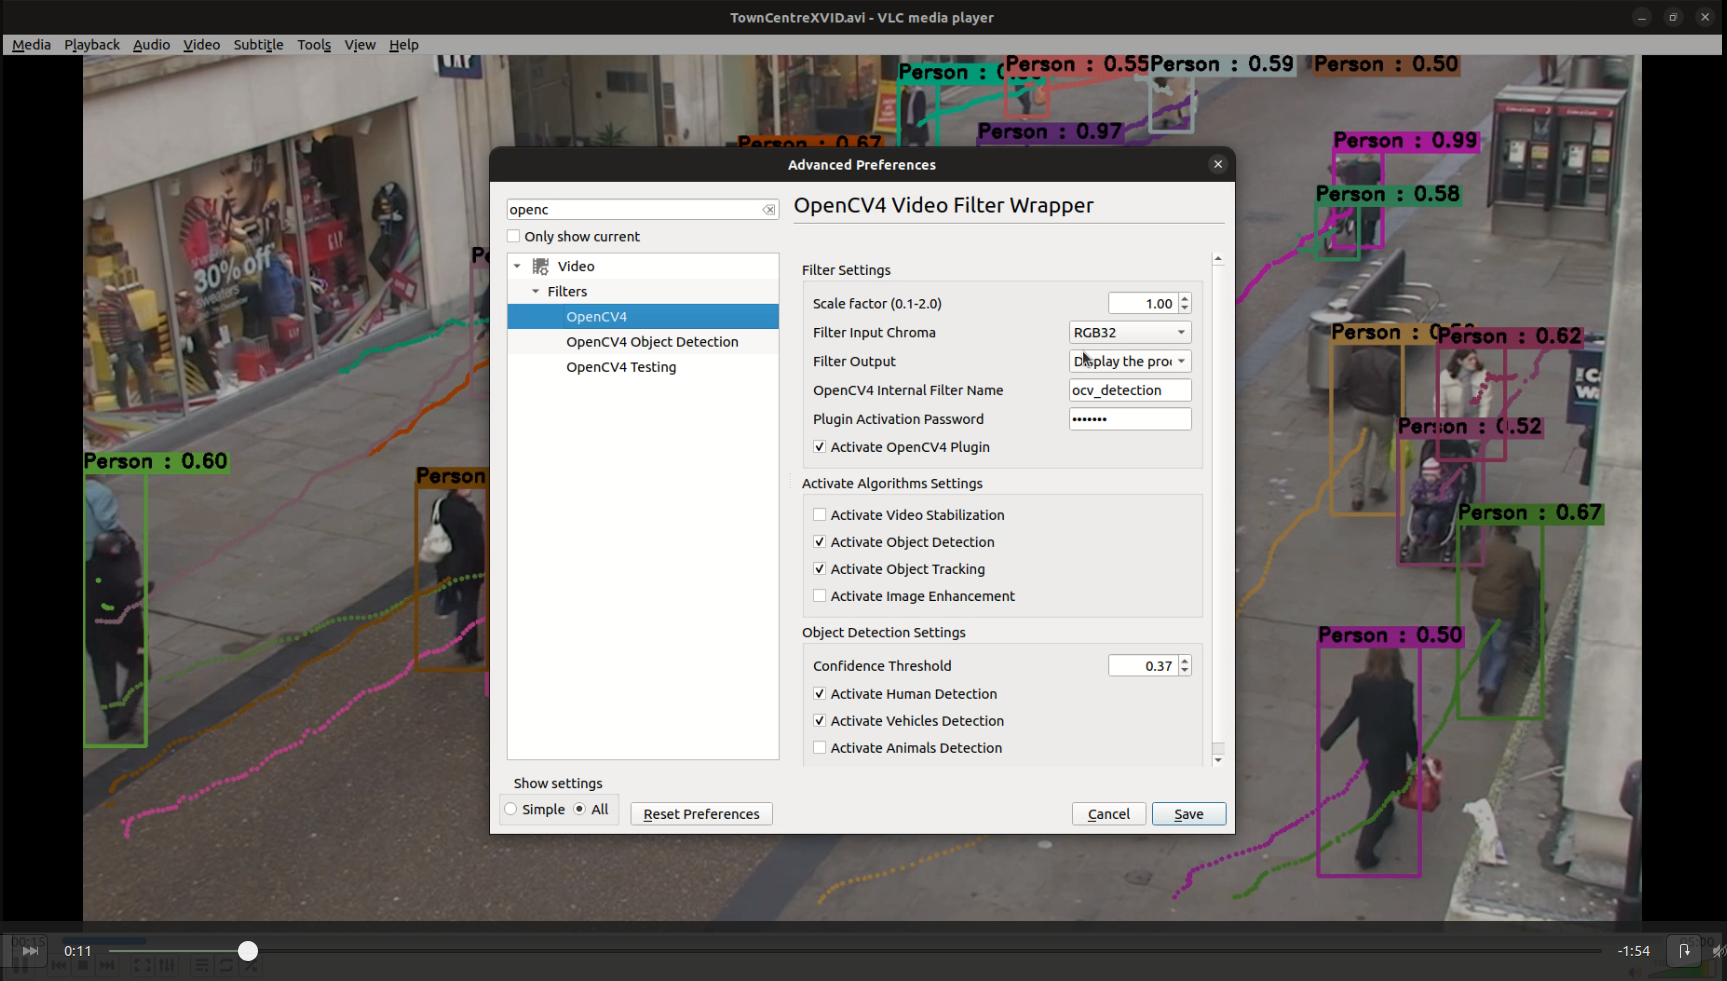 TownCentreXVID.avi - VLC media player
Media Playback Audio Video Subtitle Tools View Help
Person : 0.55
Person : 0.59
Person : 0.50
Person : 0.97
Person : 0.67
Person : 0.99
Person : 0.58
30% off
sweaters
GAP
Advanced Preferences
openc
Only show current
Video
Filters
OpenCV4
OpenCV4 Object Detection
OpenCV4 Testing
OpenCV4 Video Filter Wrapper
Filter Settings
Scale factor (0.1-2.0) 1.00
Filter Input Chroma RGB32
Filter Output Display the proc
OpenCV4 Internal Filter Name ocv_detection
Plugin Activation Password •••••••
Activate OpenCV4 Plugin
Activate Algorithms Settings
Activate Video Stabilization
Activate Object Detection
Activate Object Tracking
Activate Image Enhancement
Object Detection Settings
Confidence Threshold 0.37
Activate Human Detection
Activate Vehicles Detection
Activate Animals Detection
Show settings
Simple All
Reset Preferences
Cancel
Save
Person : 0.62
Person : 0.52
Person : 0.67
Person : 0.50
Person : 0.60
Person
00:15
0:11
-1:54